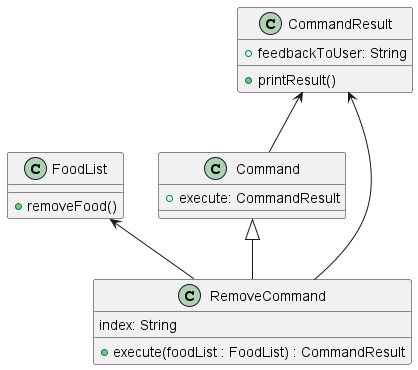 C CommandResult
feedbackToUser: String
printResult()
C FoodList
removeFood()
C Command
execute: CommandResult
C RemoveCommand
index: String
execute(foodList : FoodList) : CommandResult